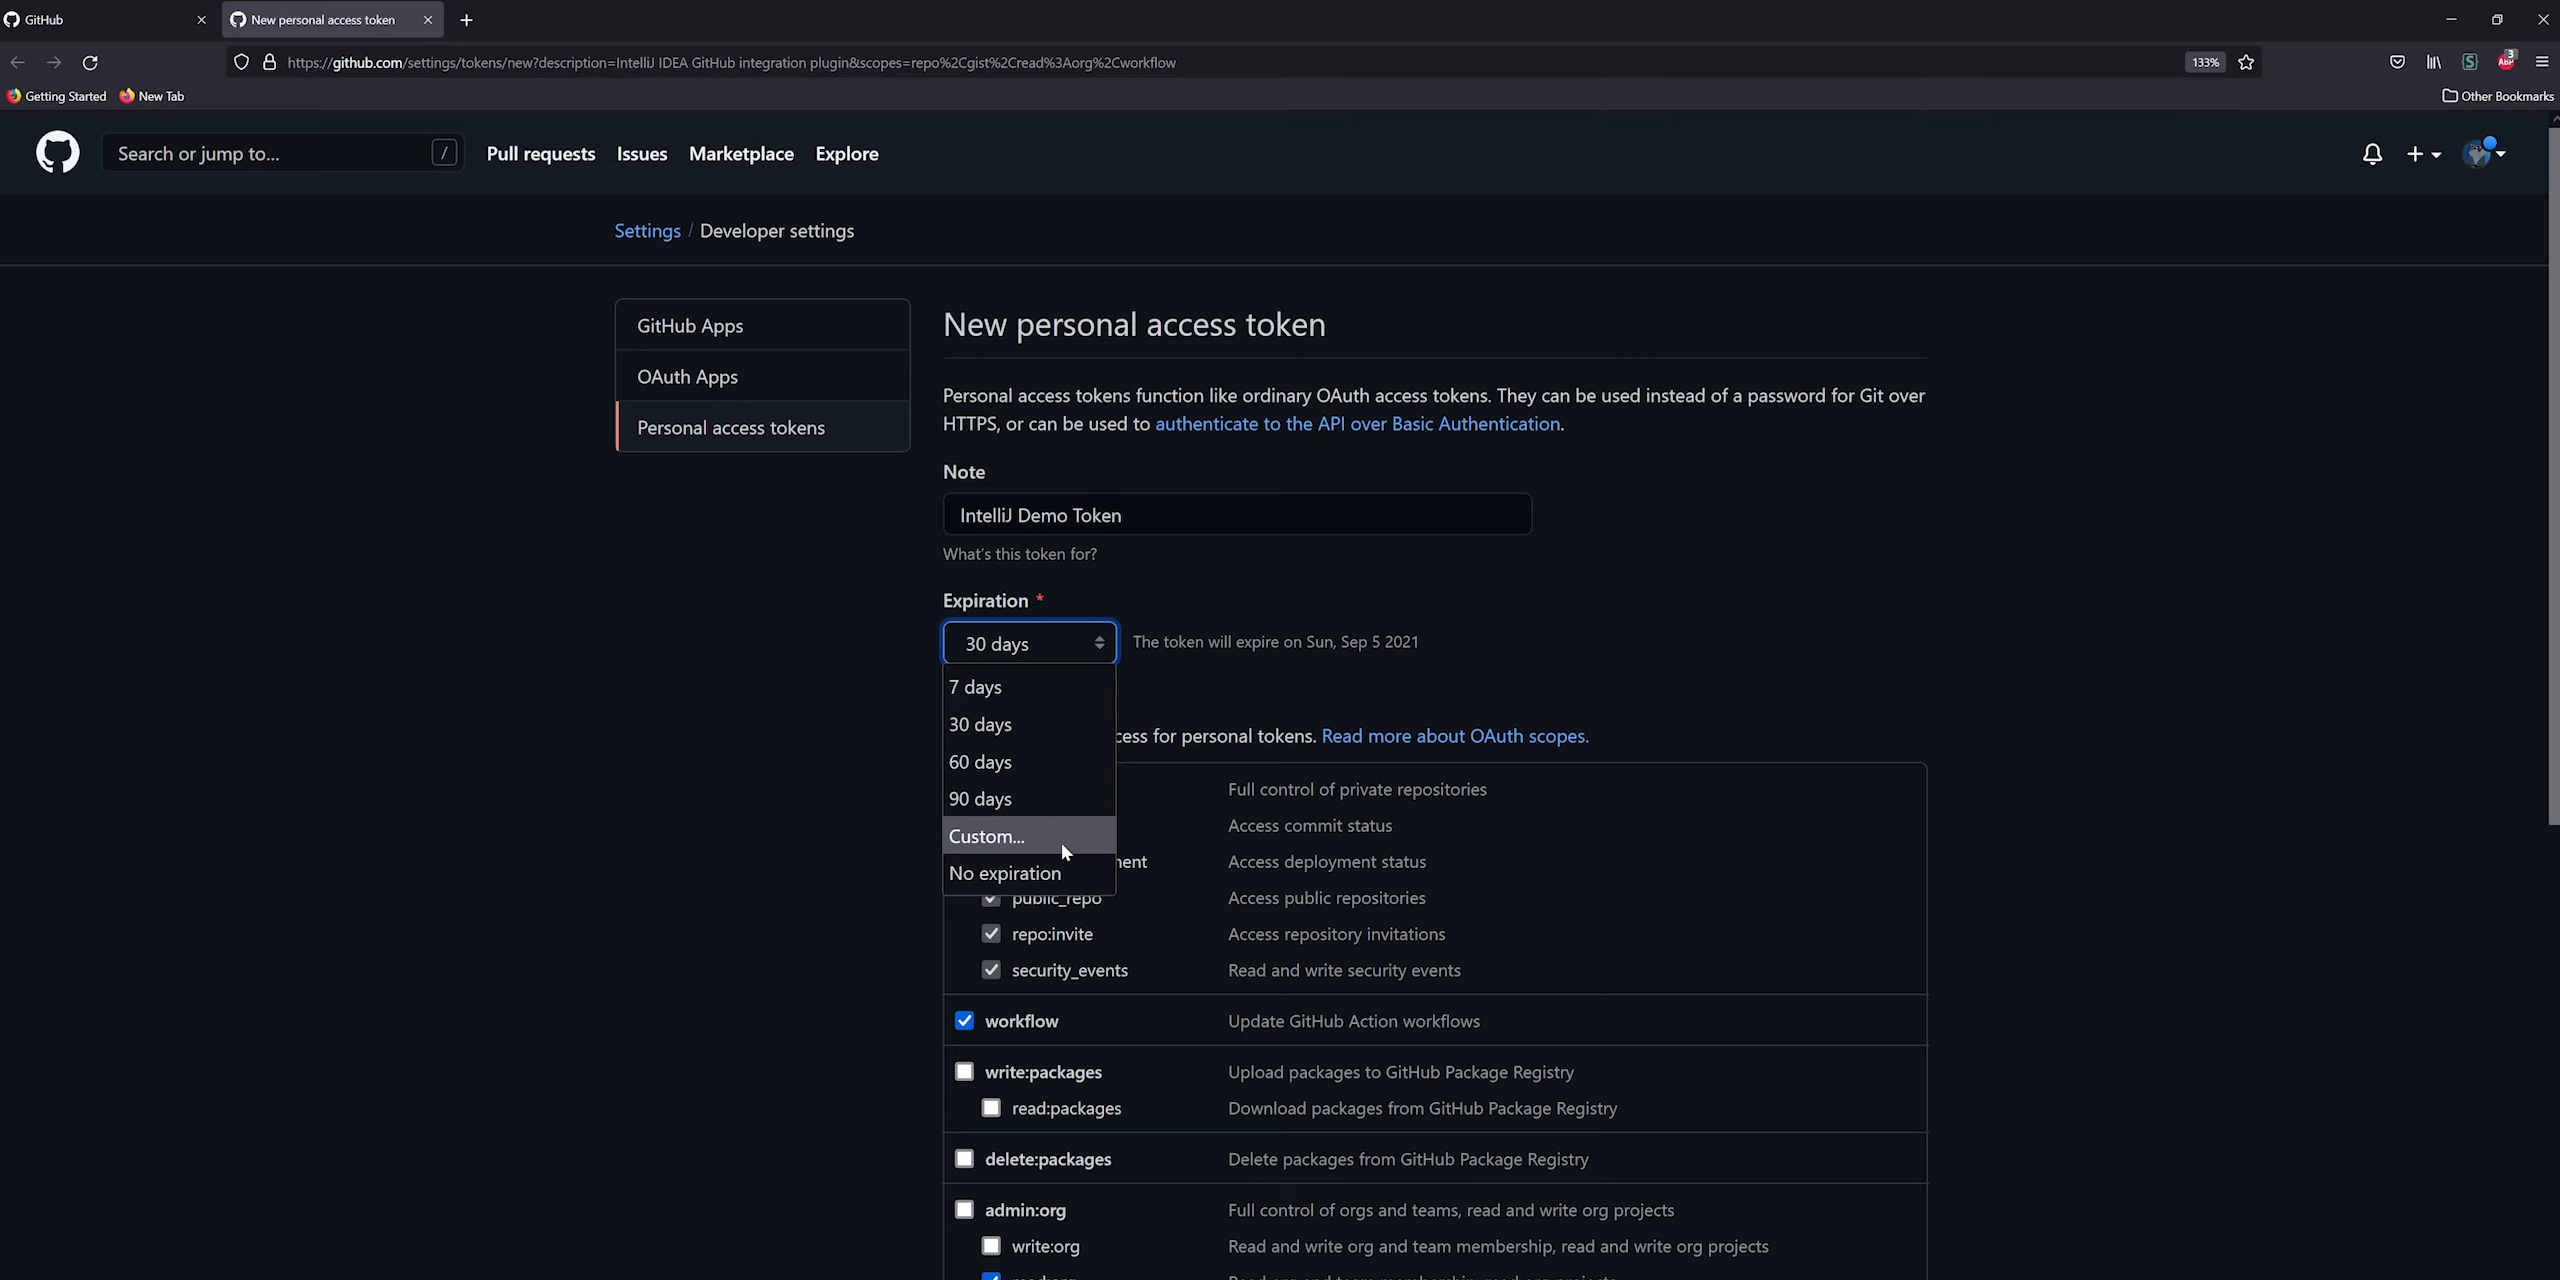 GitHub
New personal access token
https://github.com/settings/tokens/new?description=IntelliJ IDEA GitHub integration plugin&scopes=repo%2Cgist%2Cread%3Aorg%2Cworkflow
133%
ABP
3
Getting Started
New Tab
Other Bookmarks
Search or jump to...
/
Pull requests
Issues
Marketplace
Explore
Settings / Developer settings
GitHub Apps
OAuth Apps
Personal access tokens
New personal access token
Personal access tokens function like ordinary OAuth access tokens. They can be used instead of a password for Git over
HTTPS, or can be used to authenticate to the API over Basic Authentication.
Note
IntelliJ Demo Token
What's this token for?
Expiration *
30 days
The token will expire on Sun, Sep 5 2021
7 days
30 days
60 days
90 days
Custom...
No expiration
cess for personal tokens. Read more about OAuth scopes.
Full control of private repositories
Access commit status
Access deployment status
public_repo Access public repositories
repo:invite Access repository invitations
security_events Read and write security events
workflow Update GitHub Action workflows
write:packages Upload packages to GitHub Package Registry
read:packages Download packages from GitHub Package Registry
delete:packages Delete packages from GitHub Package Registry
admin:org Full control of orgs and teams, read and write org projects
write:org Read and write org and team membership, read and write org projects